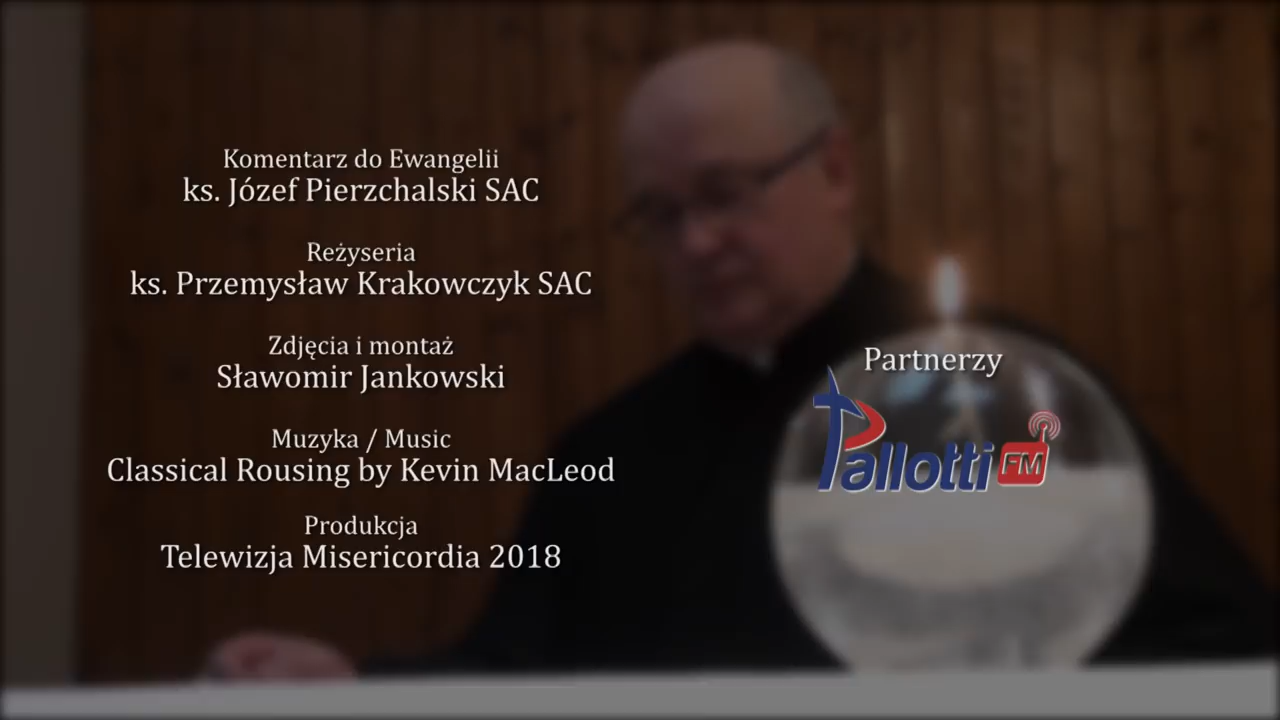 Komentarz do Ewangelii
ks. Józef Pierzchalski SAC
Reżyseria
ks. Przemysław Krakowczyk SAC
Zdjęcia i montaż
Sławomir Jankowski
Muzyka / Music
Classical Rousing by Kevin MacLeod
Produkcja
Telewizja Misericordia 2018
Partnerzy
Pallotti FM